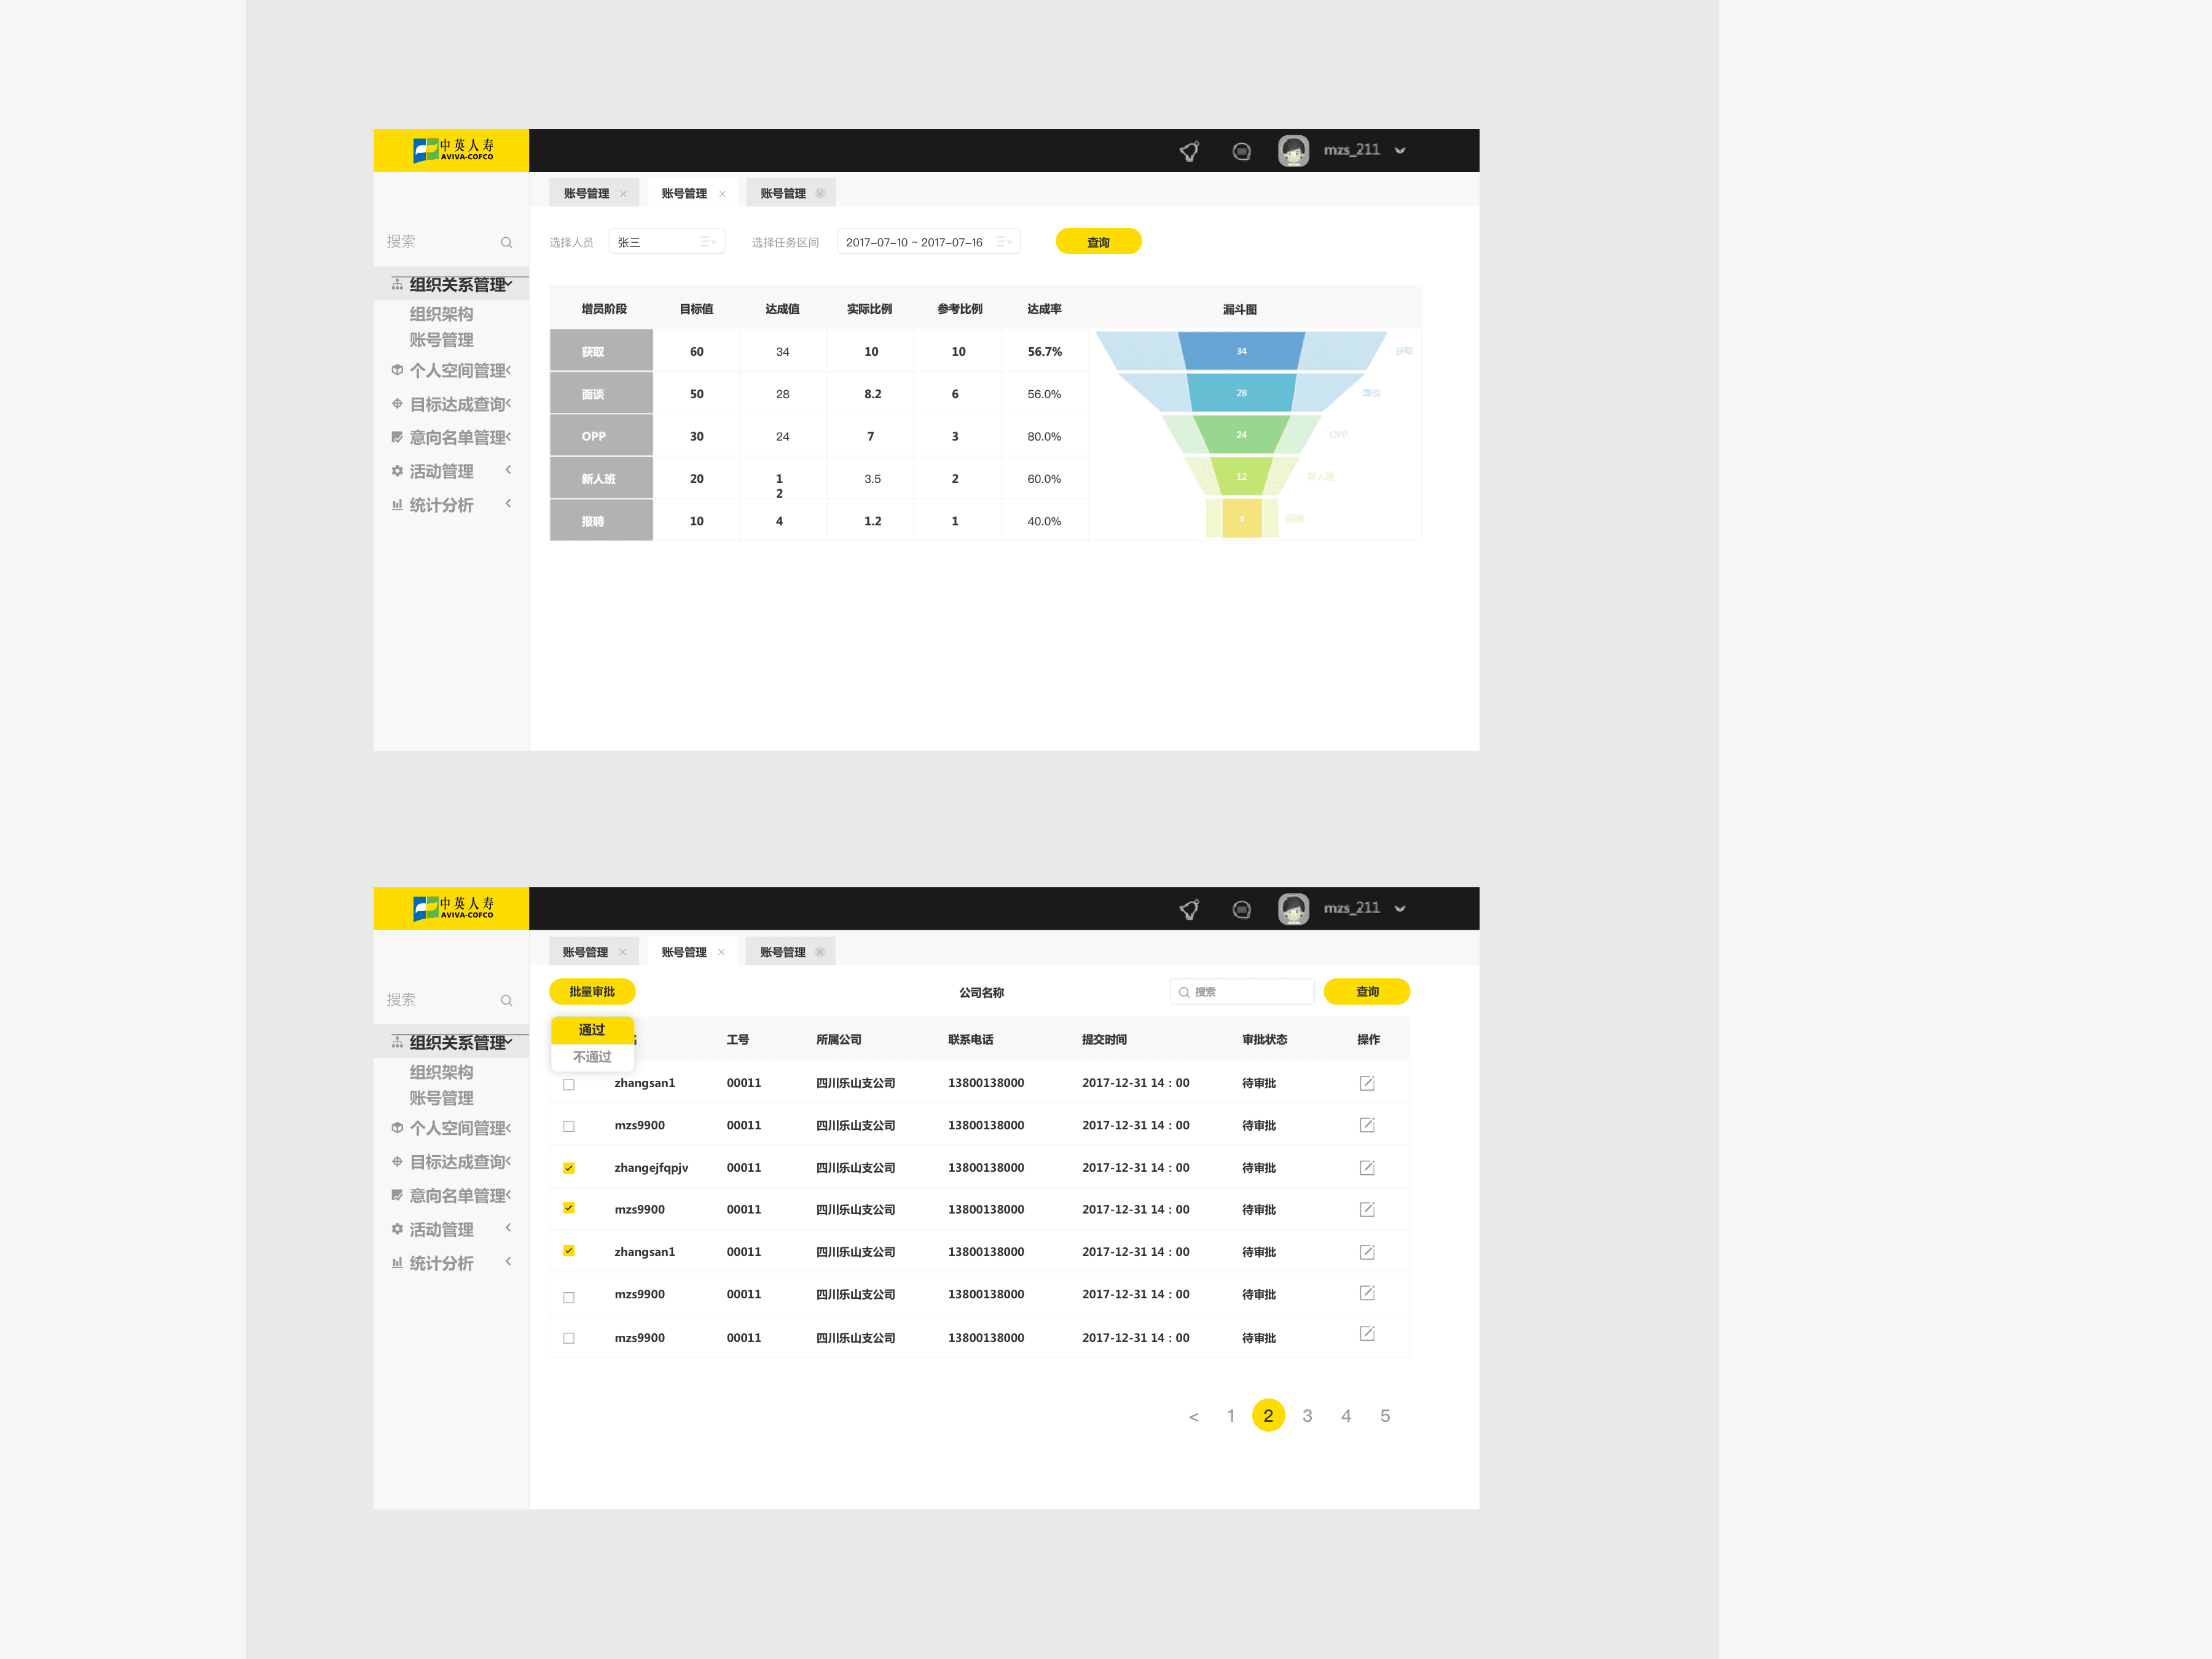 中英人寿
AVIVA-COFCO
mzs_211
账号管理
账号管理
账号管理
搜索
选择人员
张三
选择任务区间
2017-07-10 ~ 2017-07-16
查询
组织关系管理
组织架构
账号管理
个人空间管理
目标达成查询
意向名单管理
活动管理
统计分析
增员阶段 目标值 达成值 实际比例 参考比例 达成率 漏斗图
获取 60 34 10 10 56.7% 34 获取
面谈 50 28 8.2 6 56.0% 28 面谈
OPP 30 24 7 3 80.0% 24 OPP
新人班 20 1 3.5 2 60.0% 12 新人班
2
报聘 10 4 1.2 1 40.0% 4 报聘
中英人寿
AVIVA-COFCO
mzs_211
账号管理
账号管理
账号管理
搜索
批量审批
公司名称
搜索
查询
组织关系管理
组织架构
账号管理
个人空间管理
目标达成查询
意向名单管理
活动管理
统计分析
通过
不通过
工号 所属公司 联系电话 提交时间 审批状态 操作
zhangsan1 00011 四川乐山支公司 13800138000 2017-12-31 14：00 待审批
mzs9900 00011 四川乐山支公司 13800138000 2017-12-31 14：00 待审批
zhangejfqpjv 00011 四川乐山支公司 13800138000 2017-12-31 14：00 待审批
mzs9900 00011 四川乐山支公司 13800138000 2017-12-31 14：00 待审批
zhangsan1 00011 四川乐山支公司 13800138000 2017-12-31 14：00 待审批
mzs9900 00011 四川乐山支公司 13800138000 2017-12-31 14：00 待审批
mzs9900 00011 四川乐山支公司 13800138000 2017-12-31 14：00 待审批
< 1 2 3 4 5